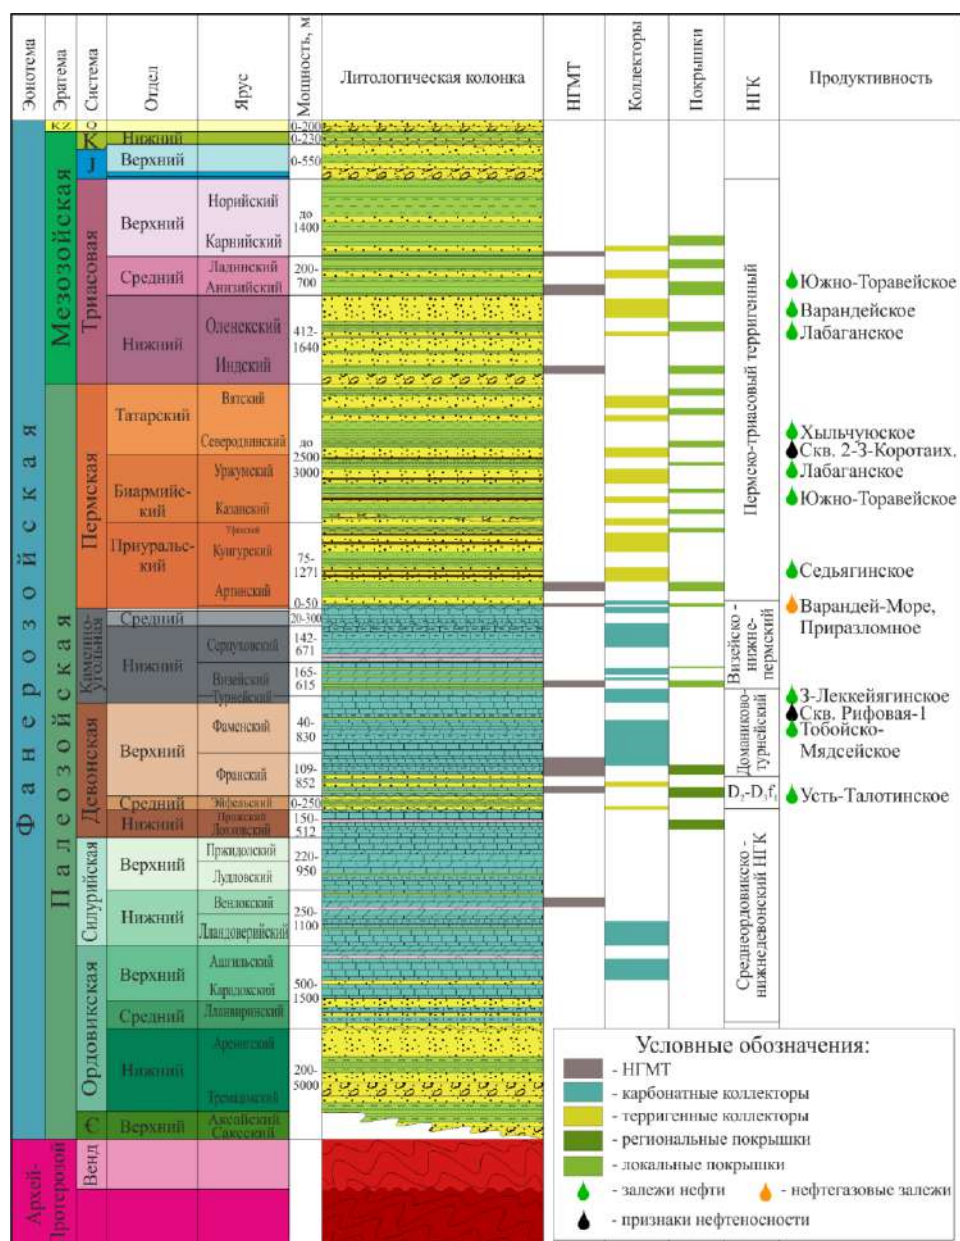 Эонотема
Эратема
Система
Отдел
Ярус
Мощность, м
Литологическая колонка
НГМТ
Коллекторы
Покрышки
НГК
Продуктивность
Фанерозойская
Архей-
Протерозой
KZ
Мезозойская
Палеозойская
Q
K
J
Триасовая
Пермская
Каменно-
угольная
Девонская
Силурийская
Ордовикская
Є
Венд
Нижний
Верхний
Верхний
Средний
Нижний
Татарский
Биармийс-
кий
Приуральс-
кий
Средний
Нижний
Верхний
Средний
Нижний
Верхний
Нижний
Верхний
Средний
Нижний
Верхний
Норийский
Карнийский
Ладинский
Анизийский
Оленекский
Индский
Вятский
Северодвинский
Уржумский
Казанский
Уфимский
Кунгурский
Артинский
Серпуховский
Визейский
Турнейский
Фаменский
Франский
Эйфельский
Пражский
Лохковский
Пржидолский
Лудловский
Венлокский
Лландоверийский
Ашгильский
Карадокский
Лланвирнский
Аренигский
Тремадокский
Аксайский
Сакский
0-200
0-230
0-550
до
1400
200-
700
412-
1640
до
2500
3000
75-
1271
0-50
20-300
142-
671
165-
615
40-
830
109-
852
0-250
150-
512
220-
950
250-
1100
500-
1500
200-
5000
Пермско-триасовый терригенный
Визейско-
нижне-
пермский
Доманиково-
турнейский
D₂-D₃f₁
Среднеордовикско -
нижнедевонский НГК
Южно-Торавейское
Варандейское
Лабаганское
Хыльчуюское
Скв. 2-З-Коротаих.
Лабаганское
Южно-Торавейское
Седьягинское
Варандей-Море,
Приразломное
З-Леккейягинское
Скв. Рифовая-1
Тобойско-
Мядсейское
Усть-Талотинское
Условные обозначения:
- НГМТ
- карбонатные коллекторы
- терригенные коллекторы
- региональные покрышки
- локальные покрышки
- залежи нефти
- нефтегазовые залежи
- признаки нефтеносности